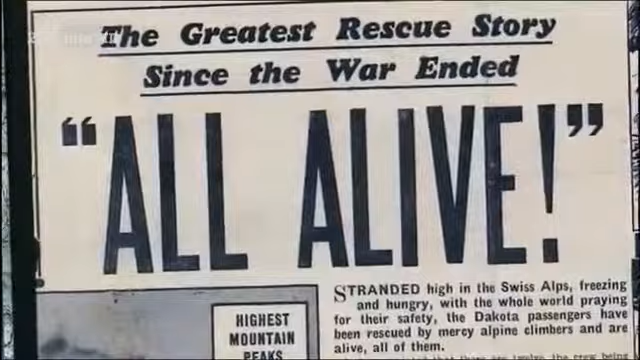 The Greatest Rescue Story
Since the War Ended
“ALL ALIVE!”
STRANDED high in the Swiss Alps, freezing
and hungry, with the whole world praying
for their safety, the Dakota passengers have
been rescued by mercy alpine climbers and are
alive, all of them.
HIGHEST
MOUNTAIN
PEAKS